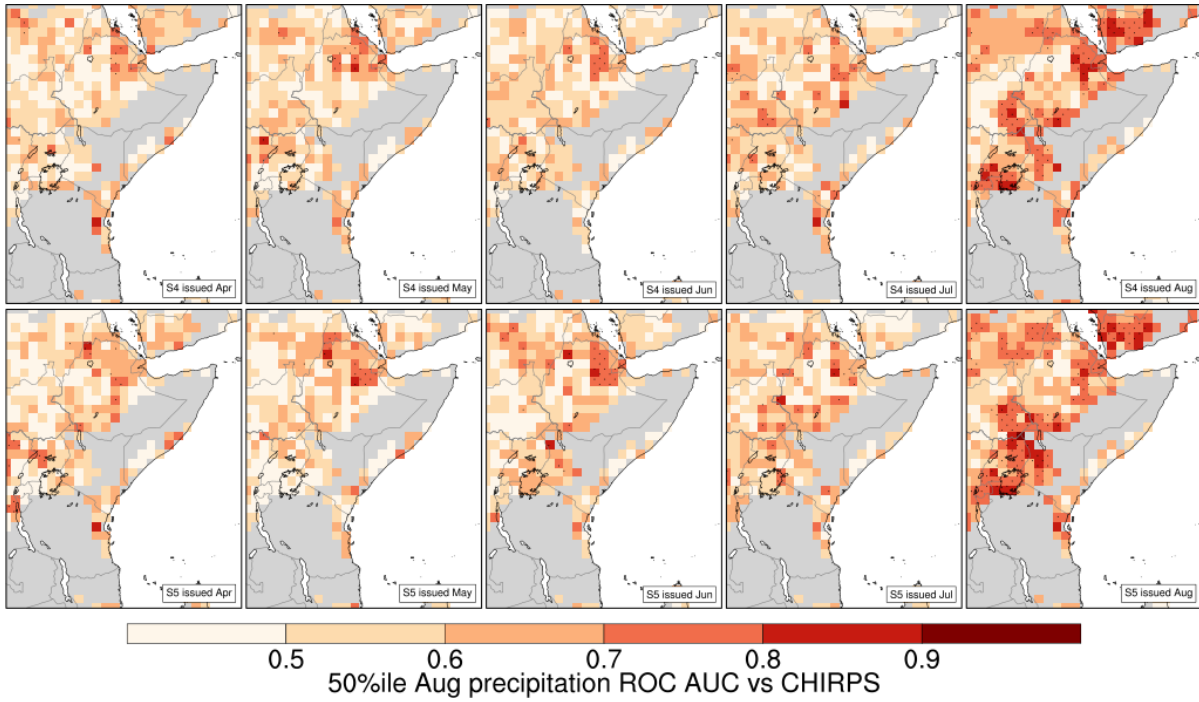 S4 issued Apr
S4 issued May
S4 issued Jun
S4 issued Jul
S4 issued Aug
S5 issued Apr
S5 issued May
S5 issued Jun
S5 issued Jul
S5 issued Aug
0.5 0.6 0.7 0.8 0.9
50%ile Aug precipitation ROC AUC vs CHIRPS